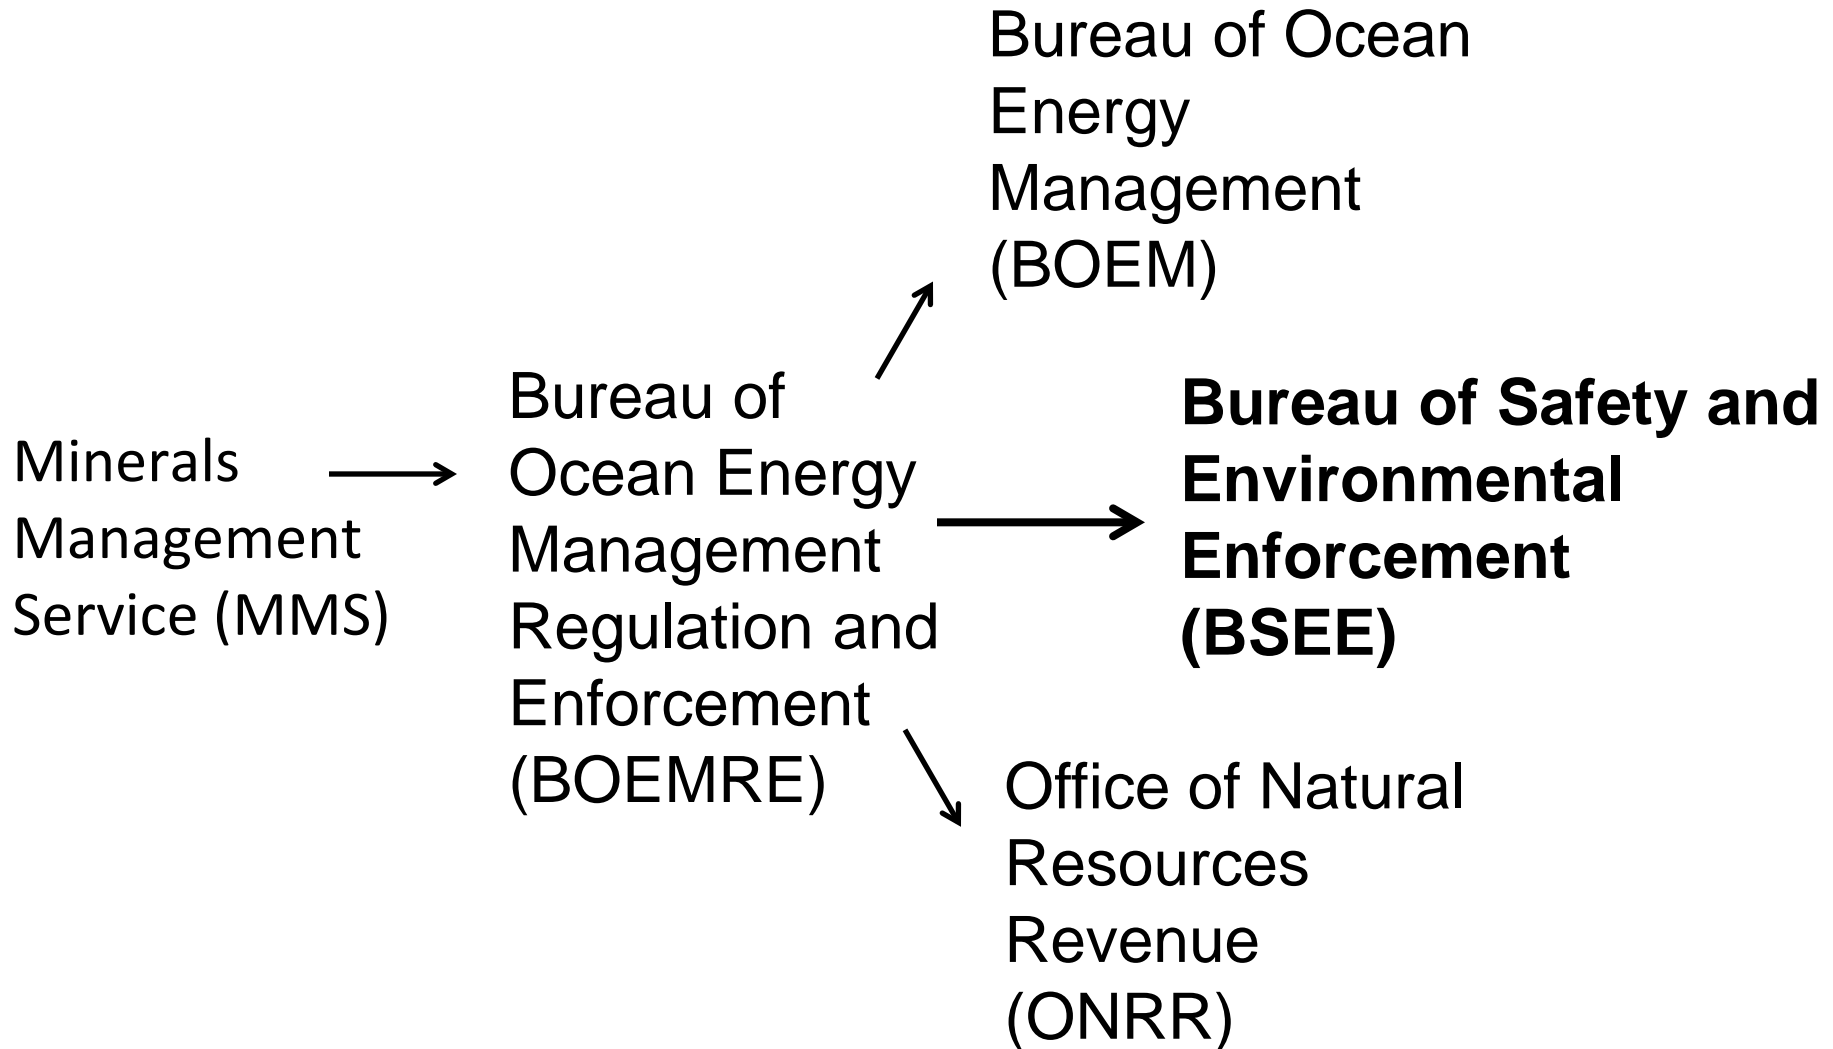 Minerals
Management
Service (MMS)
Bureau of
Ocean Energy
Management
Regulation and
Enforcement
(BOEMRE)
Bureau of Ocean
Energy
Management
(BOEM)
Bureau of Safety and
Environmental
Enforcement
(BSEE)
Office of Natural
Resources
Revenue
(ONRR)